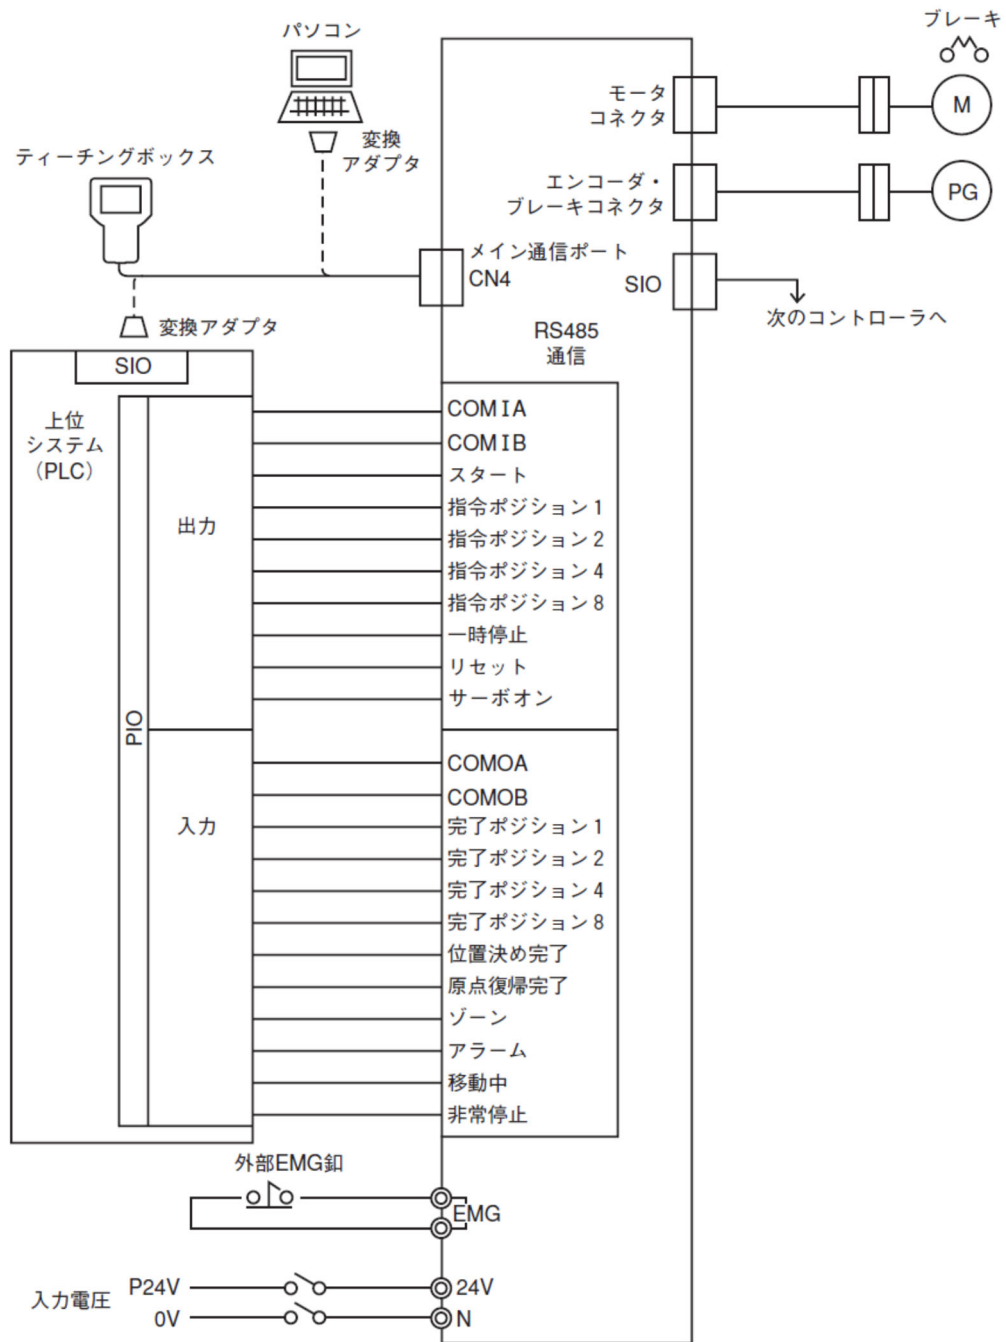 ブレーキ
パソコン
モータ
コネクタ
M
変換
アダプタ
ティーチングボックス
エンコーダ・
ブレーキコネクタ
PG
メイン通信ポート
CN4
SIO
次のコントローラへ
変換アダプタ
RS485
通信
SIO
上位
システム
（PLC）
PIO
出力
COMIA
COMIB
スタート
指令ポジション1
指令ポジション2
指令ポジション4
指令ポジション8
一時停止
リセット
サーボオン
入力
COMOA
COMOB
完了ポジション1
完了ポジション2
完了ポジション4
完了ポジション8
位置決め完了
原点復帰完了
ゾーン
アラーム
移動中
非常停止
外部EMG釦
EMG
入力電圧
P24V
24V
0V
N